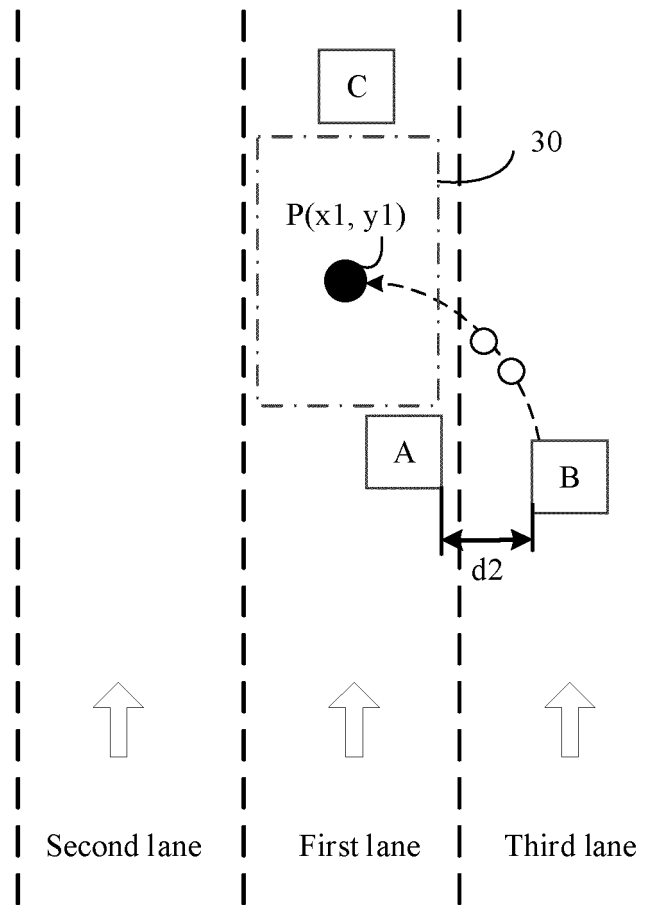 C
30
P(x1, y1)
A
B
d2
Second lane
First lane
Third lane